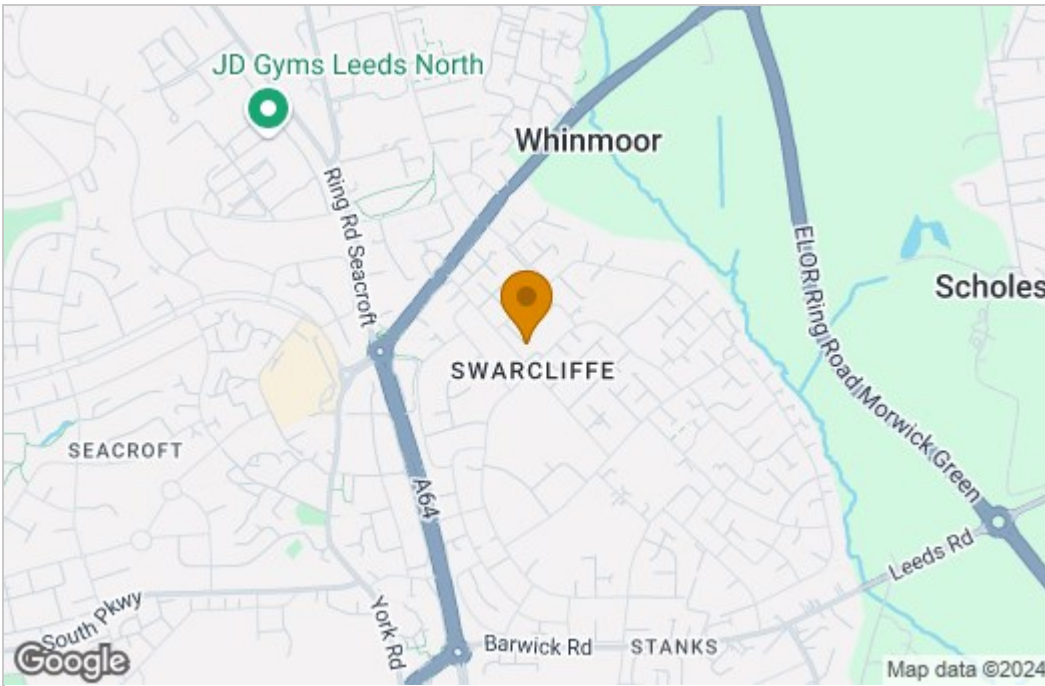 JD Gyms Leeds North
Whinmoor
Ring Rd Seacroft
ELOR Ring Road Morwick Green
Scholes
SWARCLIFFE
SEACROFT
A64
Leeds Rd
South Pkwy
York Rd
Barwick Rd
STANKS
Google
Map data ©2024